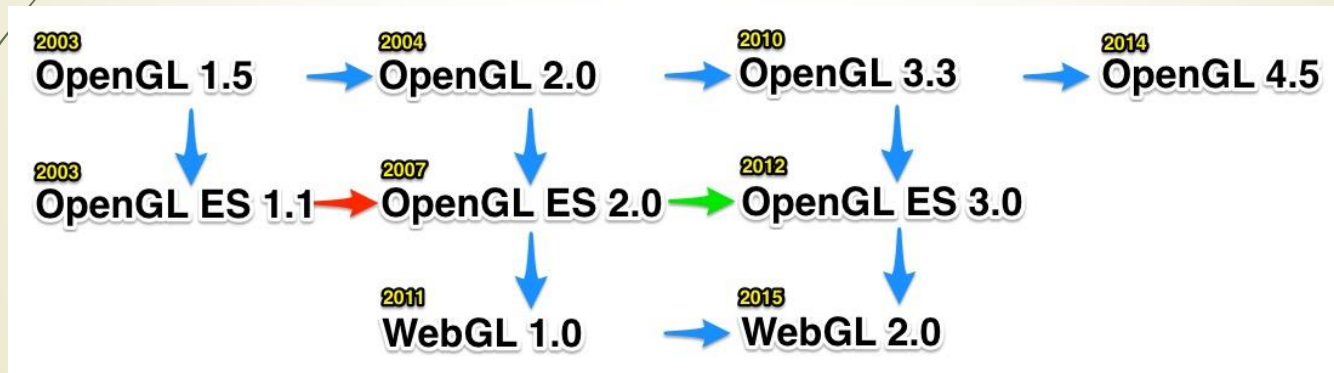 2003
OpenGL 1.5
2004
OpenGL 2.0
2010
OpenGL 3.3
2014
OpenGL 4.5
2003
OpenGL ES 1.1
2007
OpenGL ES 2.0
2012
OpenGL ES 3.0
2011
WebGL 1.0
2015
WebGL 2.0